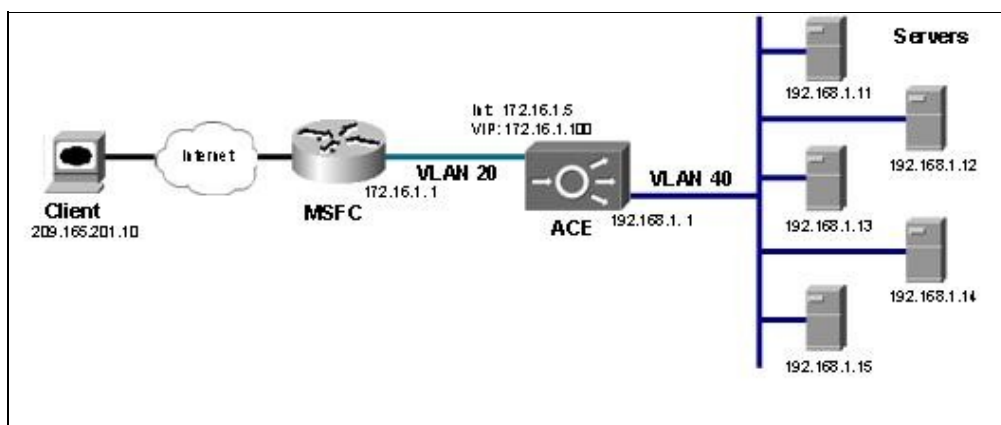 Servers
192.168.1.11
Int: 172.16.1.5
VIP: 172.16.1.100
Internet
VLAN 20
VLAN 40
192.168.1.12
172.16.1.1
Client
MSFC
ACE
192.168.1.1
192.168.1.13
209.165.201.10
192.168.1.14
192.168.1.15